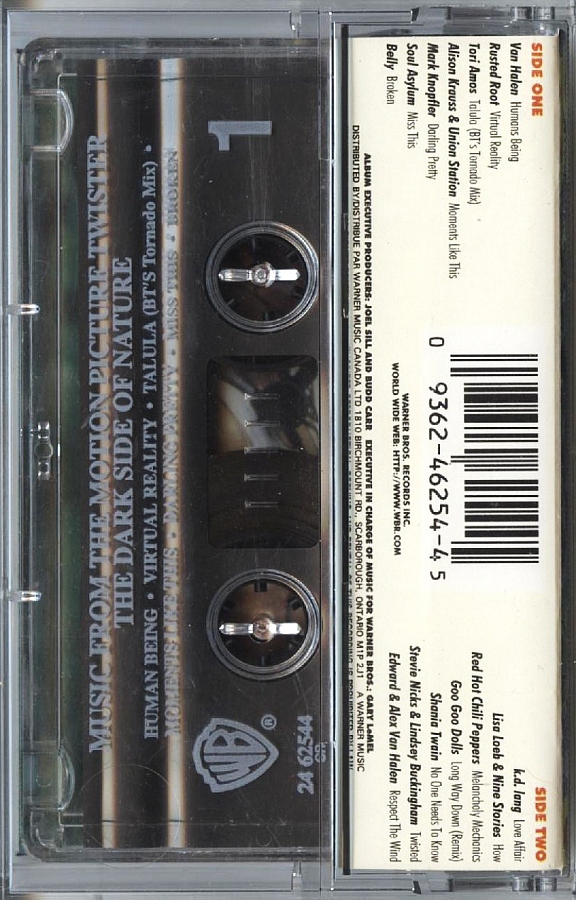 SIDE ONE
Van Halen Humans Being
Rusted Root Virtual Reality
Tori Amos Talula (BT's Tornado Mix)
Alison Krauss & Union Station Moments Like This
Mark Knopfler Darling Pretty
Soul Asylum Miss This
Belly Broken
SIDE TWO
k.d. lang Love Affair
Lisa Loeb & Nine Stories How
Red Hot Chili Peppers Melancholy Mechanics
Goo Goo Dolls Long Way Down (Remix)
Shania Twain No One Needs To Know
Stevie Nicks & Lindsey Buckingham Twisted
Edward & Alex Van Halen Respect The Wind
0 9362-46254-4 5
WARNER BROS. RECORDS INC.
WORLD WIDE WEB: HTTP://WWW.WBR.COM
ALBUM EXECUTIVE PRODUCERS: JOEL SILL AND BUDD CARR EXECUTIVE IN CHARGE OF MUSIC FOR WARNER BROS.: GARY LeMEL
DISTRIBUTED BY/DISTRIBUE PAR WARNER MUSIC CANADA LTD 1810 BIRCHMOUNT RD., SCARBOROUGH, ONTARIO M1P 2J1 A WARNER MUSIC
1
MUSIC FROM THE MOTION PICTURE TWISTER
THE DARK SIDE OF NATURE
HUMAN BEING • VIRTUAL REALITY • TALULA (BT'S Tornado Mix) •
MOMENTS LIKE THIS • DARLING PRETTY • MISS THIS • BROKEN
WB®
24 62544